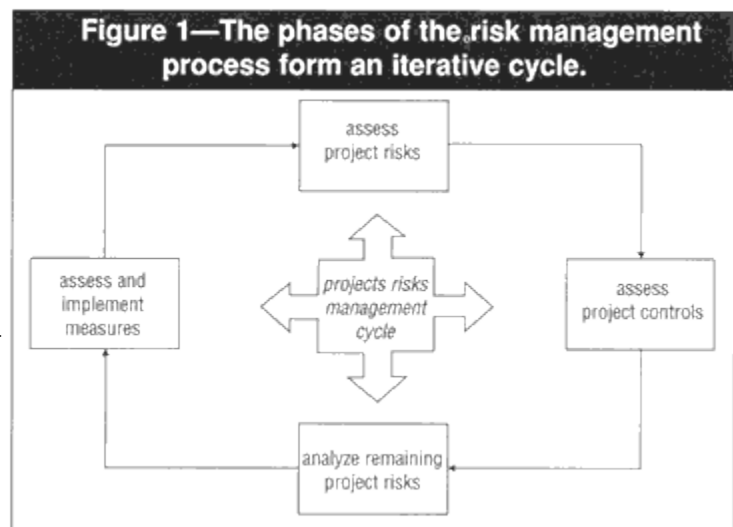 Figure 1—The phases of the risk management
process form an iterative cycle.
assess
project risks
assess and
implement
measures
projects risks
management
cycle
assess
project controls
analyze remaining
project risks